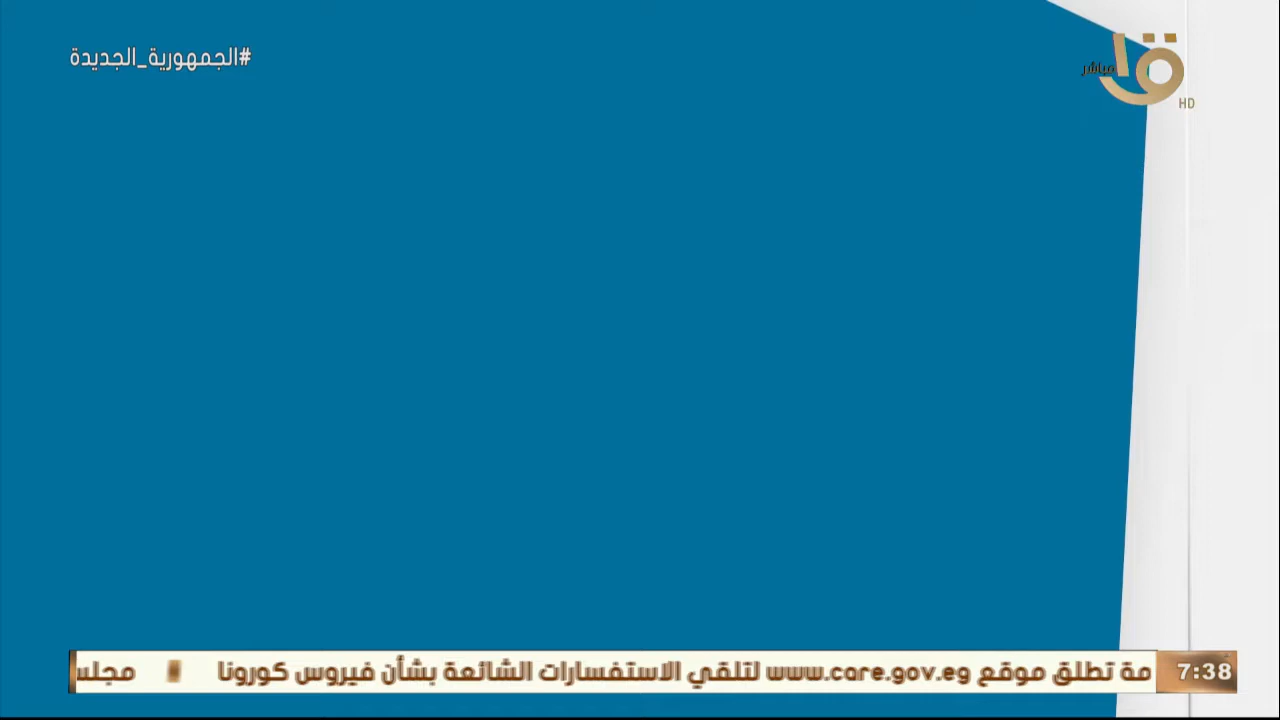 #الجمهورية_الجديدة
مباشر
HD
7:38
مة تطلق موقع www.care.gov.eg لتلقي الاستفسارات الشائعة بشأن فيروس كورونا مجلس